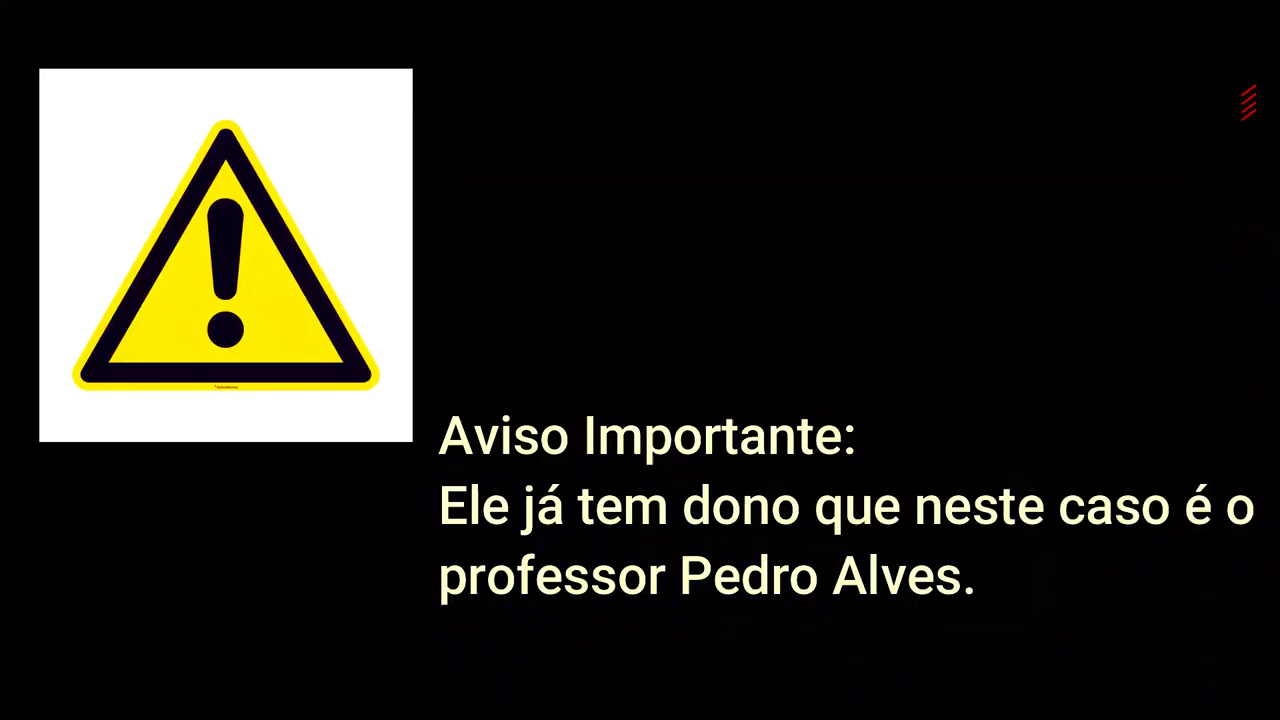 Aviso Importante:
Ele já tem dono que neste caso é o
professor Pedro Alves.